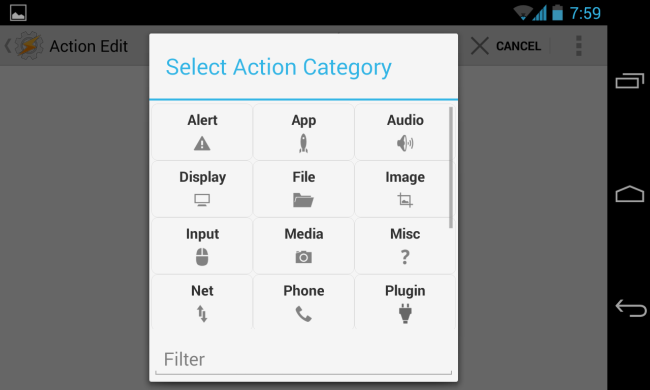 7:59
Action Edit
CANCEL
Select Action Category
Alert App Audio
Display File Image
Input Media Misc
Net Phone Plugin
Filter